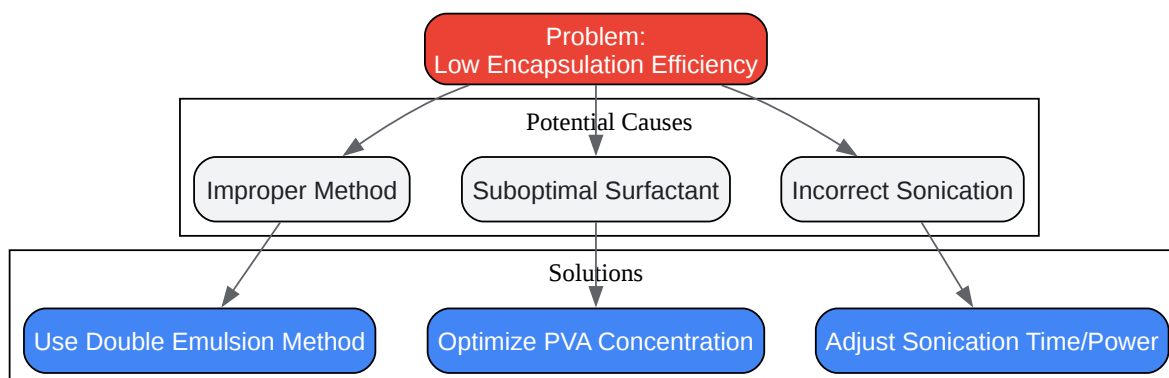 Problem:
Low Encapsulation Efficiency
Potential Causes
Improper Method
Suboptimal Surfactant
Incorrect Sonication
Solutions
Use Double Emulsion Method
Optimize PVA Concentration
Adjust Sonication Time/Power